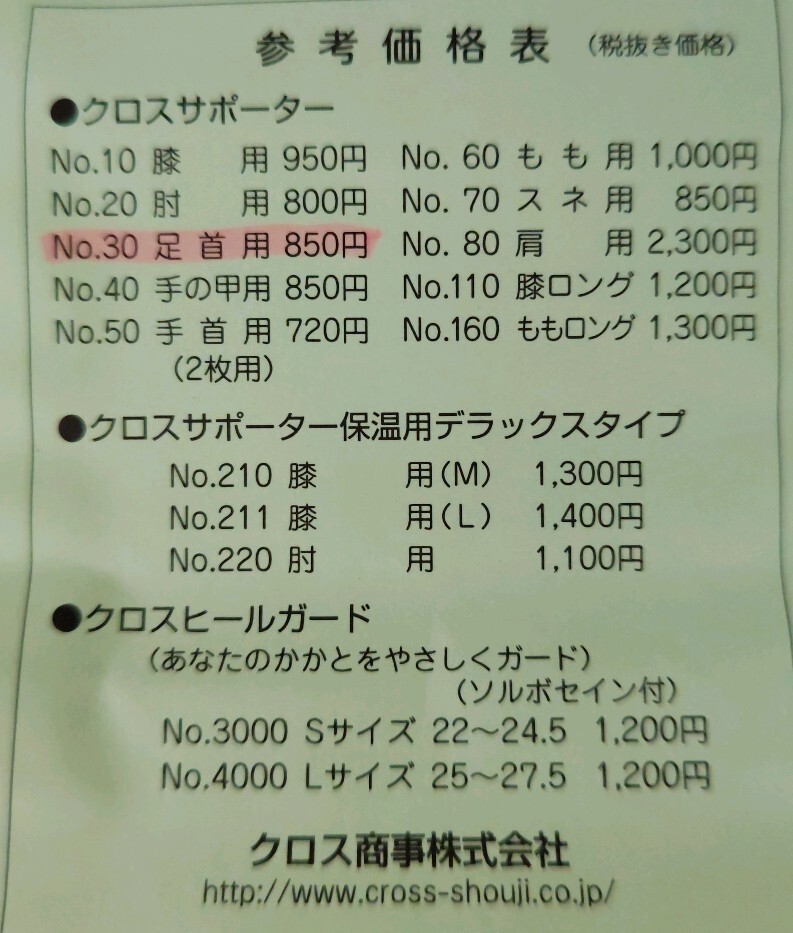 参考価格表 (税抜き価格)
●クロスサポーター
No.10 膝 用 950円 No. 60 もも用 1,000円
No.20 肘 用 800円 No. 70 スネ用 850円
No.30 足首用 850円 No. 80 肩 用 2,300円
No.40 手の甲用 850円 No.110 膝ロング 1,200円
No.50 手首用 720円 No.160 ももロング 1,300円
(2枚用)
●クロスサポーター保温用デラックスタイプ
No.210 膝 用(M) 1,300円
No.211 膝 用(L) 1,400円
No.220 肘 用 1,100円
●クロスヒールガード
(あなたのかかとをやさしくガード)
(ソルボセイン付)
No.3000 Sサイズ 22〜24.5 1,200円
No.4000 Lサイズ 25〜27.5 1,200円
クロス商事株式会社
http://www.cross-shouji.co.jp/